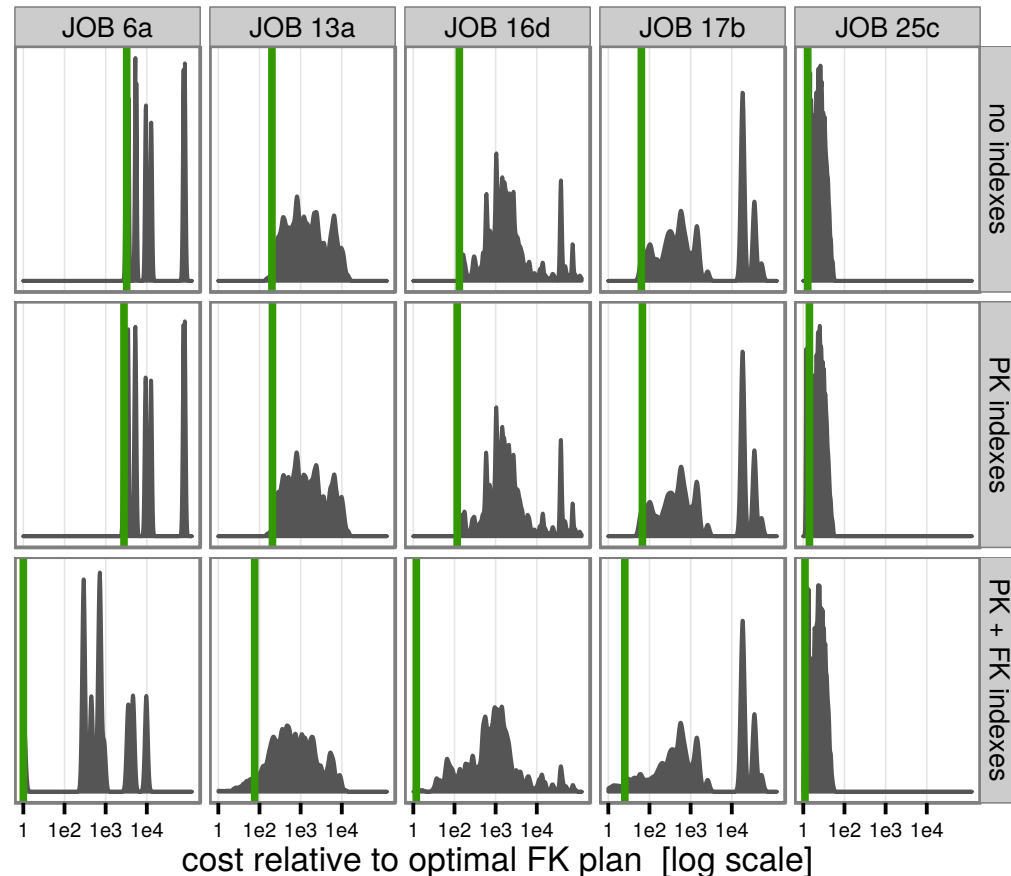 JOB 6a JOB 13a JOB 16d JOB 17b JOB 25c
no indexes
PK indexes
PK + FK indexes
1 1e2 1e3 1e4 1 1e2 1e3 1e4 1 1e2 1e3 1e4 1 1e2 1e3 1e4 1 1e2 1e3 1e4
cost relative to optimal FK plan [log scale]